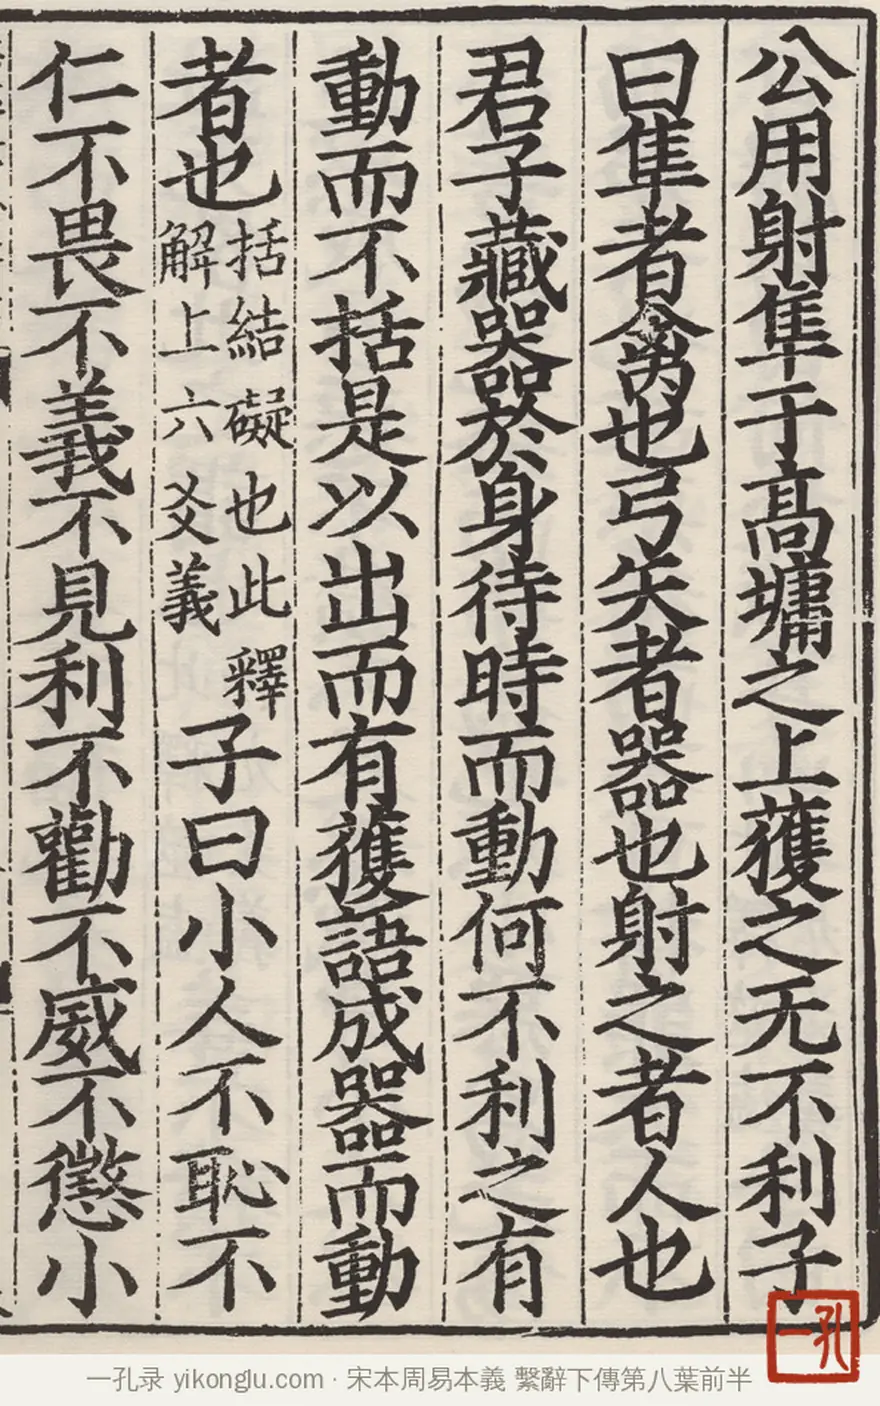 公用射隼于高墉之上獲之无不利子
曰隼者禽也弓矢者器也射之者人也
君子藏器於身待時而動何不利之有
動而不括是以出而有獲語成器而動
者也括結礙也此釋解上六爻義子曰小人不恥不
仁不畏不義不見利不勸不威不懲小
一孔
一孔录 yikonglu.com · 宋本周易本義 繫辭下傳第八葉前半